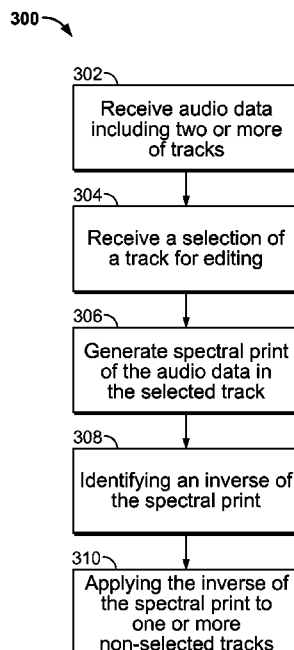 300
302
Receive audio data
including two or more
of tracks
304
Receive a selection of
a track for editing
306
Generate spectral print
of the audio data in
the selected track
308
Identifying an inverse of
the spectral print
310
Applying the inverse of
the spectral print to
one or more
non-selected tracks